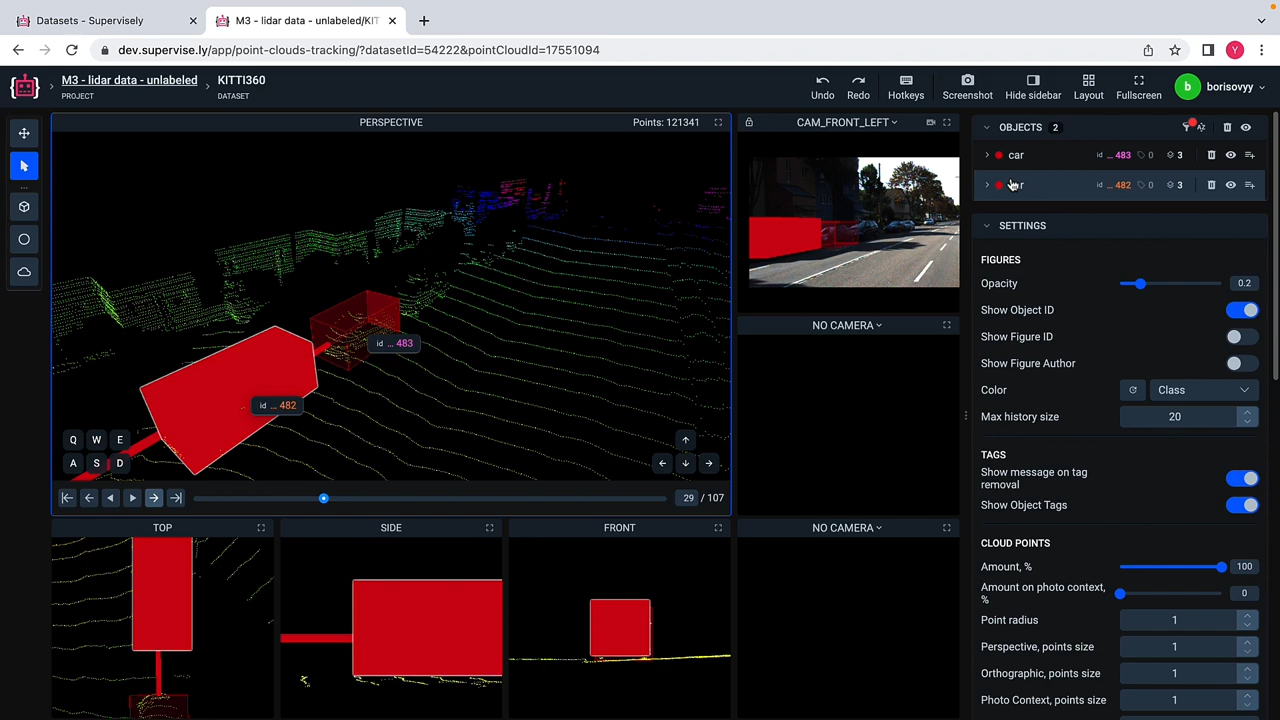 Datasets - Supervisely
M3 - lidar data - unlabeled/KIT
dev.supervise.ly/app/point-clouds-tracking/?datasetId=54222&pointCloudId=17551094
Y
M3 - lidar data - unlabeled
PROJECT
KITTI360
DATASET
Undo
Redo
Hotkeys
Screenshot
Hide sidebar
Layout
Fullscreen
b
borisovyy
PERSPECTIVE
Points: 121341
id ... 483
id ... 482
Q W E
A S D
29 / 107
TOP
SIDE
FRONT
CAM_FRONT_LEFT
NO CAMERA
NO CAMERA
OBJECTS 2
car id ... 483 0 3
id ... 482 0 3
SETTINGS
FIGURES
Opacity 0.2
Show Object ID
Show Figure ID
Show Figure Author
Color Class
Max history size 20
TAGS
Show message on tag
removal
Show Object Tags
CLOUD POINTS
Amount, % 100
Amount on photo context,
% 0
Point radius 1
Perspective, points size 1
Orthographic, points size 1
Photo Context, points size 1